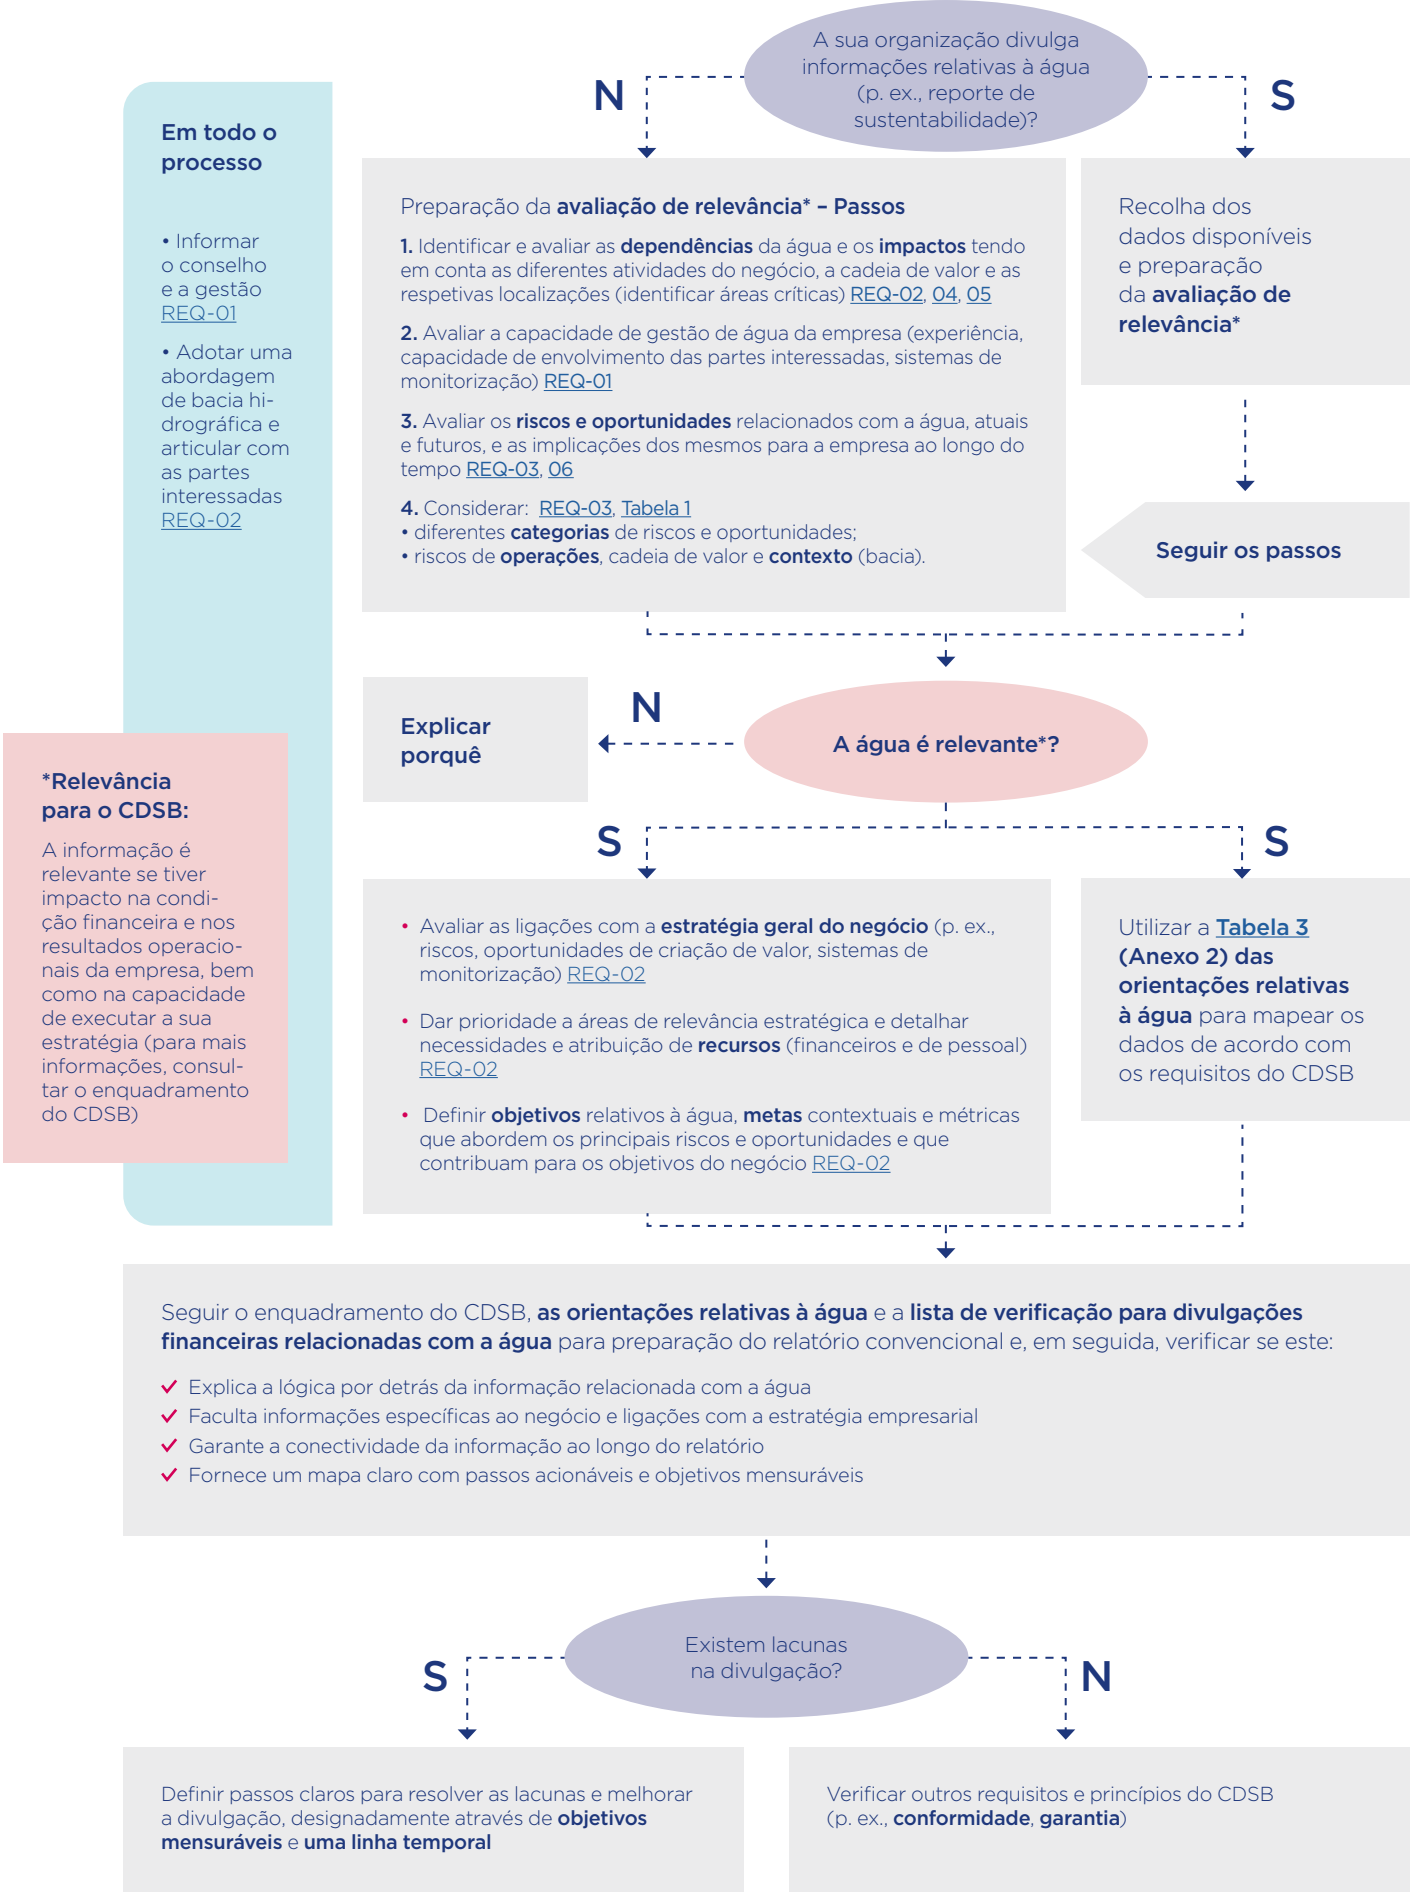 A sua organização divulga
informações relativas à água
(p. ex., reporte de
sustentabilidade)?
N
S
Em todo o
processo
• Informar
o conselho
e a gestão
REQ-01
• Adotar uma
abordagem
de bacia hi-
drográfica e
articular com
as partes
interessadas
REQ-02
Preparação da avaliação de relevância* – Passos
1. Identificar e avaliar as dependências da água e os impactos tendo
em conta as diferentes atividades do negócio, a cadeia de valor e as
respetivas localizações (identificar áreas críticas) REQ-02, 04, 05
2. Avaliar a capacidade de gestão de água da empresa (experiência,
capacidade de envolvimento das partes interessadas, sistemas de
monitorização) REQ-01
3. Avaliar os riscos e oportunidades relacionados com a água, atuais
e futuros, e as implicações dos mesmos para a empresa ao longo do
tempo REQ-03, 06
4. Considerar: REQ-03, Tabela 1
• diferentes categorias de riscos e oportunidades;
• riscos de operações, cadeia de valor e contexto (bacia).
Recolha dos
dados disponíveis
e preparação
da avaliação de
relevância*
Seguir os passos
A água é relevante*?
N
Explicar
porquê
*Relevância
para o CDSB:
A informação é
relevante se tiver
impacto na condi-
ção financeira e nos
resultados operacio-
nais da empresa, bem
como na capacidade
de executar a sua
estratégia (para mais
informações, consul-
tar o enquadramento
do CDSB)
S
S
• Avaliar as ligações com a estratégia geral do negócio (p. ex.,
riscos, oportunidades de criação de valor, sistemas de
monitorização) REQ-02
• Dar prioridade a áreas de relevância estratégica e detalhar
necessidades e atribuição de recursos (financeiros e de pessoal)
REQ-02
• Definir objetivos relativos à água, metas contextuais e métricas
que abordem os principais riscos e oportunidades e que
contribuam para os objetivos do negócio REQ-02
Utilizar a Tabela 3
(Anexo 2) das
orientações relativas
à água para mapear os
dados de acordo com
os requisitos do CDSB
Seguir o enquadramento do CDSB, as orientações relativas à água e a lista de verificação para divulgações
financeiras relacionadas com a água para preparação do relatório convencional e, em seguida, verificar se este:
✓ Explica a lógica por detrás da informação relacionada com a água
✓ Faculta informações específicas ao negócio e ligações com a estratégia empresarial
✓ Garante a conectividade da informação ao longo do relatório
✓ Fornece um mapa claro com passos acionáveis e objetivos mensuráveis
Existem lacunas
na divulgação?
S
N
Definir passos claros para resolver as lacunas e melhorar
a divulgação, designadamente através de objetivos
mensuráveis e uma linha temporal
Verificar outros requisitos e princípios do CDSB
(p. ex., conformidade, garantia)